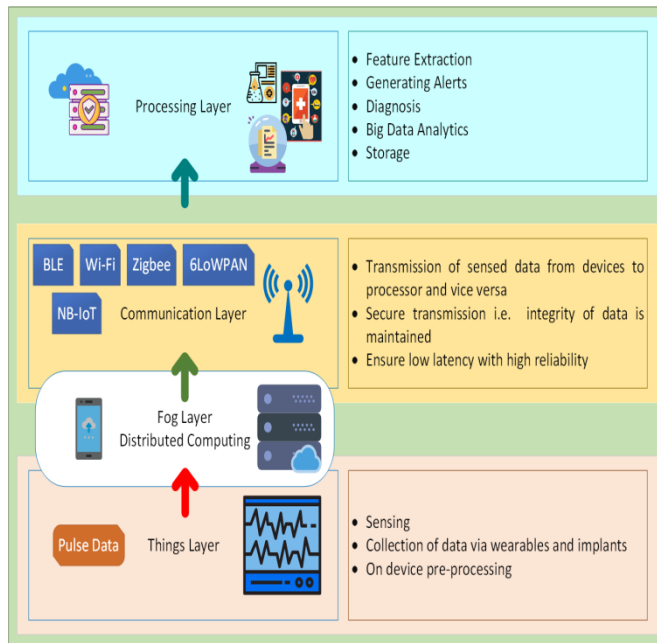 Processing Layer
• Feature Extraction
• Generating Alerts
• Diagnosis
• Big Data Analytics
• Storage
BLE
Wi-Fi
Zigbee
6LoWPAN
NB-IoT
Communication Layer
• Transmission of sensed data from devices to
processor and vice versa
• Secure transmission i.e. integrity of data is
maintained
• Ensure low latency with high reliability
Fog Layer
Distributed Computing
Pulse Data
Things Layer
• Sensing
• Collection of data via wearables and implants
• On device pre-processing